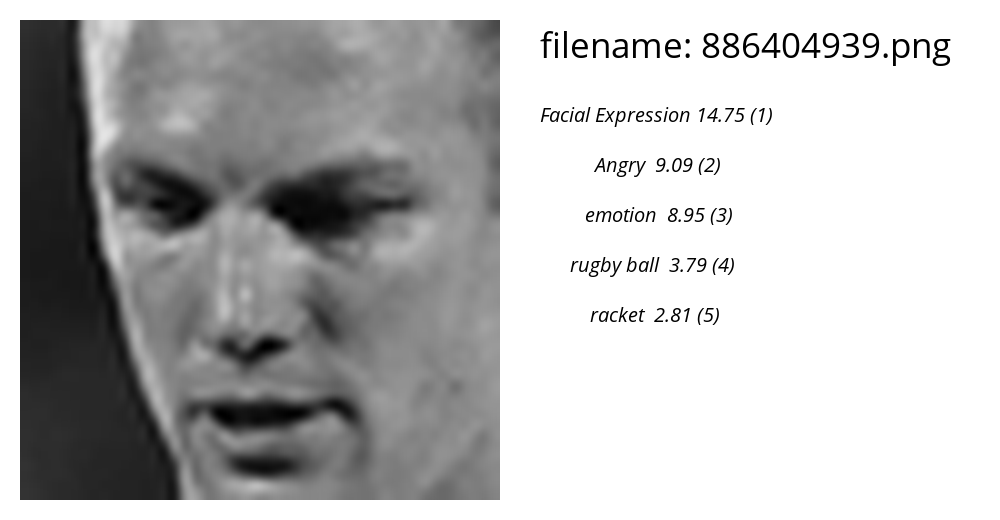 filename: 886404939.png
Facial Expression 14.75 (1)
Angry 9.09 (2)
emotion 8.95 (3)
rugby ball 3.79 (4)
racket 2.81 (5)